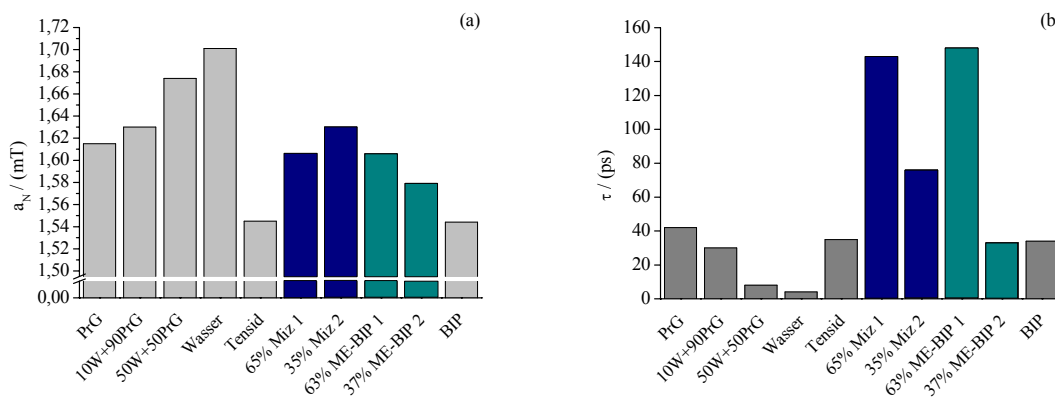 (a)
a_N / (mT)
1,72
1,70
1,68
1,66
1,64
1,62
1,60
1,58
1,56
1,54
1,52
1,50
0,00
PrG
10W+90PrG
50W+50PrG
Wasser
Tensid
65% Miz 1
35% Miz 2
63% ME-BIP 1
37% ME-BIP 2
BIP
(b
τ / (ps)
160
140
120
100
80
60
40
20
0
PrG
10W+90PrG
50W+50PrG
Wasser
Tensid
65% Miz 1
35% Miz 2
63% ME-BIP 1
37% ME-BIP 2
BIP